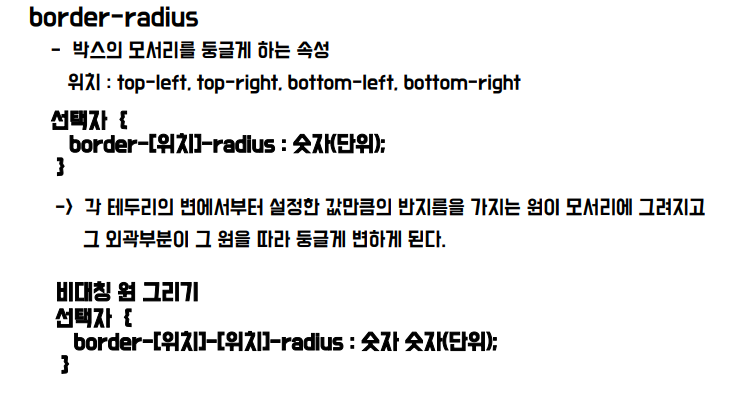 border-radius
- 박스의 모서리를 둥글게 하는 속성
위치 : top-left, top-right, bottom-left, bottom-right
선택자 {
border-[위치]-radius : 숫자(단위);
}
-> 각 테두리의 변에서부터 설정한 값만큼의 반지름을 가지는 원이 모서리에 그려지고
그 외곽부분이 그 원을 따라 둥글게 변하게 된다.
비대칭 원 그리기
선택자 {
border-[위치]-[위치]-radius : 숫자 숫자(단위);
}